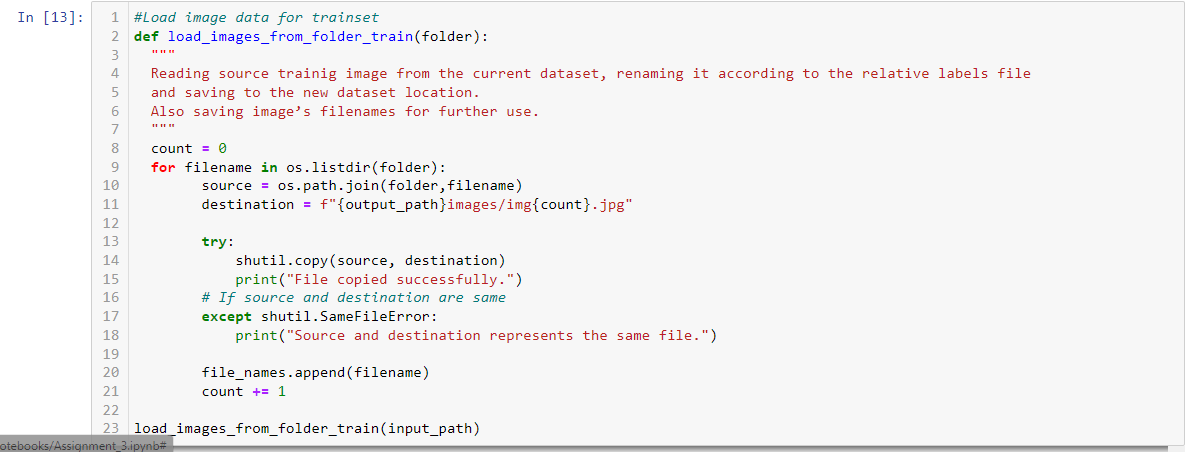 In [13]:
1 #Load image data for trainset
2 def load_images_from_folder_train(folder):
3   """
4   Reading source trainig image from the current dataset, renaming it according to the relative labels file
5   and saving to the new dataset location.
6   Also saving image’s filenames for further use.
7   """
8   count = 0
9   for filename in os.listdir(folder):
10         source = os.path.join(folder,filename)
11         destination = f"{output_path}images/img{count}.jpg"
12
13         try:
14             shutil.copy(source, destination)
15             print("File copied successfully.")
16         # If source and destination are same
17         except shutil.SameFileError:
18             print("Source and destination represents the same file.")
19
20         file_names.append(filename)
21         count += 1
22
23 load_images_from_folder_train(input_path)
otebooks/Assignment_3.ipynb#